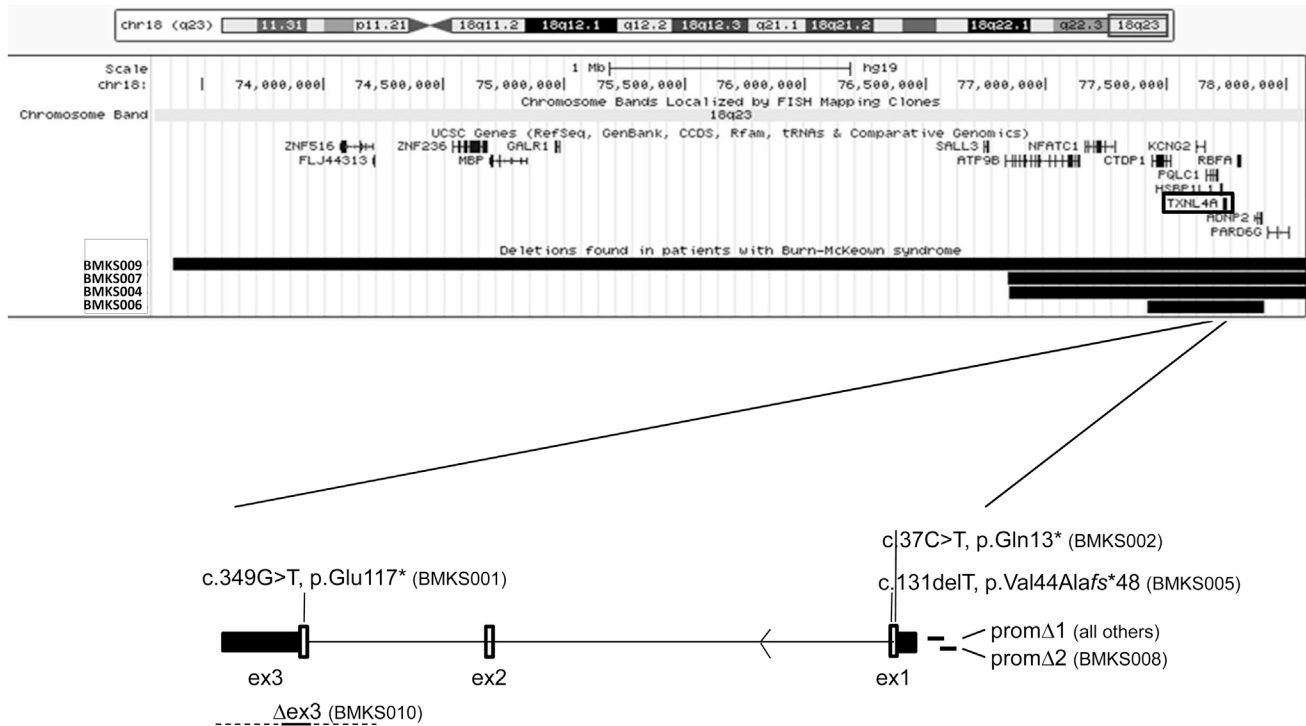 chr18 (q23) 11.31 p11.21 18q11.2 18q12.1 q12.2 18q12.3 q21.1 18q21.2 18q22.1 q22.3 18q23
Scale 1 Mb hg19
chr18: 74,000,000 74,500,000 75,000,000 75,500,000 76,000,000 76,500,000 77,000,000 77,500,000 78,000,000
Chromosome Bands Localized by FISH Mapping Clones
Chromosome Band 18q23
UCSC Genes (RefSeq, GenBank, CCDS, Rfam, tRNAs & Comparative Genomics)
ZNF516 ZNF236 GALR1 SALL3 NFATC1 KCNG2
FLJ44313 MBP ATP9B CTDP1 RBFA
PQLC1
HSBP1L1
TXNL4A
ADNP2
PARD6G
Deletions found in patients with Burn-McKeown syndrome
BMKS009
BMKS007
BMKS004
BMKS006
c.37C>T, p.Gln13* (BMKS002)
c.349G>T, p.Glu117* (BMKS001)
c.131delT, p.Val44Alafs*48 (BMKS005)
promΔ1 (all others)
promΔ2 (BMKS008)
ex3 ex2 ex1
Δex3 (BMKS010)